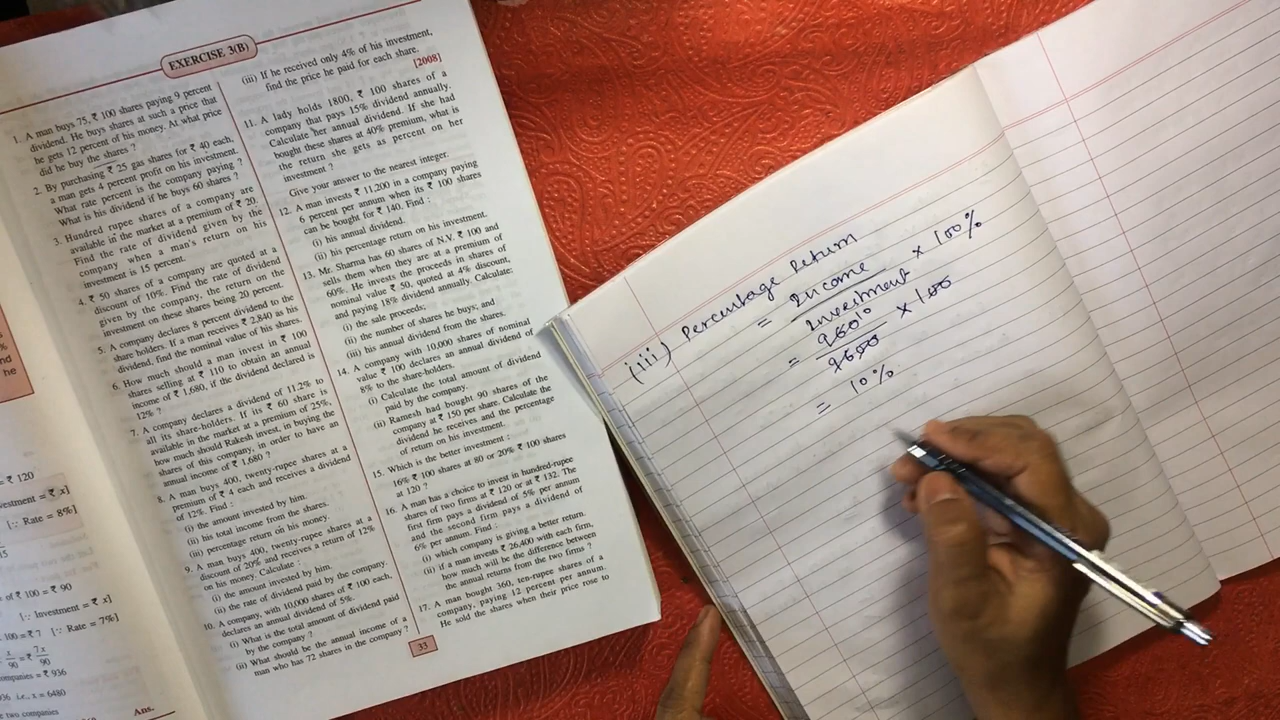 EXERCISE 3(B)
1. A man buys 75, ₹ 100 shares paying 9 percent
dividend. He buys shares at such a price that
he gets 12 percent of his money. At what price
did he buy the shares ?
2. By purchasing ₹ 25 gas shares for ₹ 40 each,
a man gets 4 percent profit on his investment.
What rate percent is the company paying ?
What is his dividend if he buys 60 shares ?
3. Hundred rupee shares of a company are
available in the market at a premium of ₹ 20.
Find the rate of dividend given by the
company when a man's return on his
investment is 15 percent.
4. ₹ 50 shares of a company are quoted at a
discount of 10%. Find the rate of dividend
given by the company, the return on the
investment on these shares being 20 percent.
5. A company declares 8 percent dividend to the
share holders. If a man receives ₹ 2,840 as his
dividend, find the nominal value of his shares.
6. How much should a man invest in ₹ 100
shares selling at ₹ 110 to obtain an annual
income of ₹ 1,680, if the dividend declared is
12% ?
7. A company declares a dividend of 11.2% to
all its share-holders. If its ₹ 60 share is
available in the market at a premium of 25%,
how much should Rakesh invest, in buying the
shares of this company, in order to have an
annual income of ₹ 1,680 ?
8. A man buys 400, twenty-rupee shares at a
premium of ₹ 4 each and receives a dividend
of 12%. Find :
(i) the amount invested by him.
(ii) his total income from the shares.
(iii) percentage return on his money.
9. A man buys 400, twenty-rupee shares at a
discount of 20% and receives a return of 12%
on his money. Calculate :
(i) the amount invested by him.
(ii) the rate of dividend paid by the company.
10. A company, with 10,000 shares of ₹ 100 each,
declares an annual dividend of 5%.
(i) What is the total amount of dividend paid
by the company ?
(ii) What should be the annual income of a
man who has 72 shares in the company ?
(iii) If he received only 4% of his investment,
find the price he paid for each share.
[2008]
11. A lady holds 1800, ₹ 100 shares of a
company that pays 15% dividend annually.
Calculate her annual dividend. If she had
bought these shares at 40% premium, what is
the return she gets as percent on her
investment ?
Give your answer to the nearest integer.
12. A man invests ₹ 11,200 in a company paying
6 percent per annum when its ₹ 100 shares
can be bought for ₹ 140. Find :
(i) his annual dividend.
(ii) his percentage return on his investment.
13. Mr. Sharma has 60 shares of N.V. ₹ 100 and
sells them when they are at a premium of
60%. He invests the proceeds in shares of
nominal value ₹ 50, quoted at 4% discount,
and paying 18% dividend annually. Calculate:
(i) the sale proceeds;
(ii) the number of shares he buys; and
(iii) his annual dividend from the shares.
14. A company with 10,000 shares of nominal
value ₹ 100 declares an annual dividend of
8% to the share-holders.
(i) Calculate the total amount of dividend
paid by the company.
(ii) Ramesh had bought 90 shares of the
company at ₹ 150 per share. Calculate the
dividend he receives and the percentage
of return on his investment.
15. Which is the better investment :
16% ₹ 100 shares at 80 or 20% ₹ 100 shares
at 120 ?
16. A man has a choice to invest in hundred-rupee
shares of two firms at ₹ 120 or at ₹ 132. The
first firm pays a dividend of 5% per annum
and the second firm pays a dividend of
6% per annum. Find :
(i) which company is giving a better return.
(ii) if a man invests ₹ 26,400 with each firm,
how much will be the difference between
the annual returns from the two firms ?
17. A man bought 360, ten-rupee shares of a
company, paying 12 percent per annum.
He sold the shares when their price rose to
33
he
= ₹ 120
[∵ Rate = 8%]
of ₹ 100 = ₹ 90
[∵ Investment = ₹ x]
100 = ₹ 7 [∵ Rate = 7%]
x/90 = ₹ 7x/90
companies = ₹ 936
i.e., x = 6480
Ans.
(iii) Percentage Return
= Income/Investment × 100%
= 960/9600 × 100
= 10%